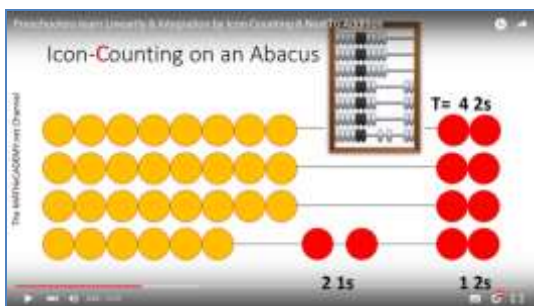 Preschoolers learn Linearity & Integration by Icon-Counting & Next-To-Addition
Icon-Counting on an Abacus
T= 4 2s
The MATHeCADEMY.net Channel
2 1s
1 2s